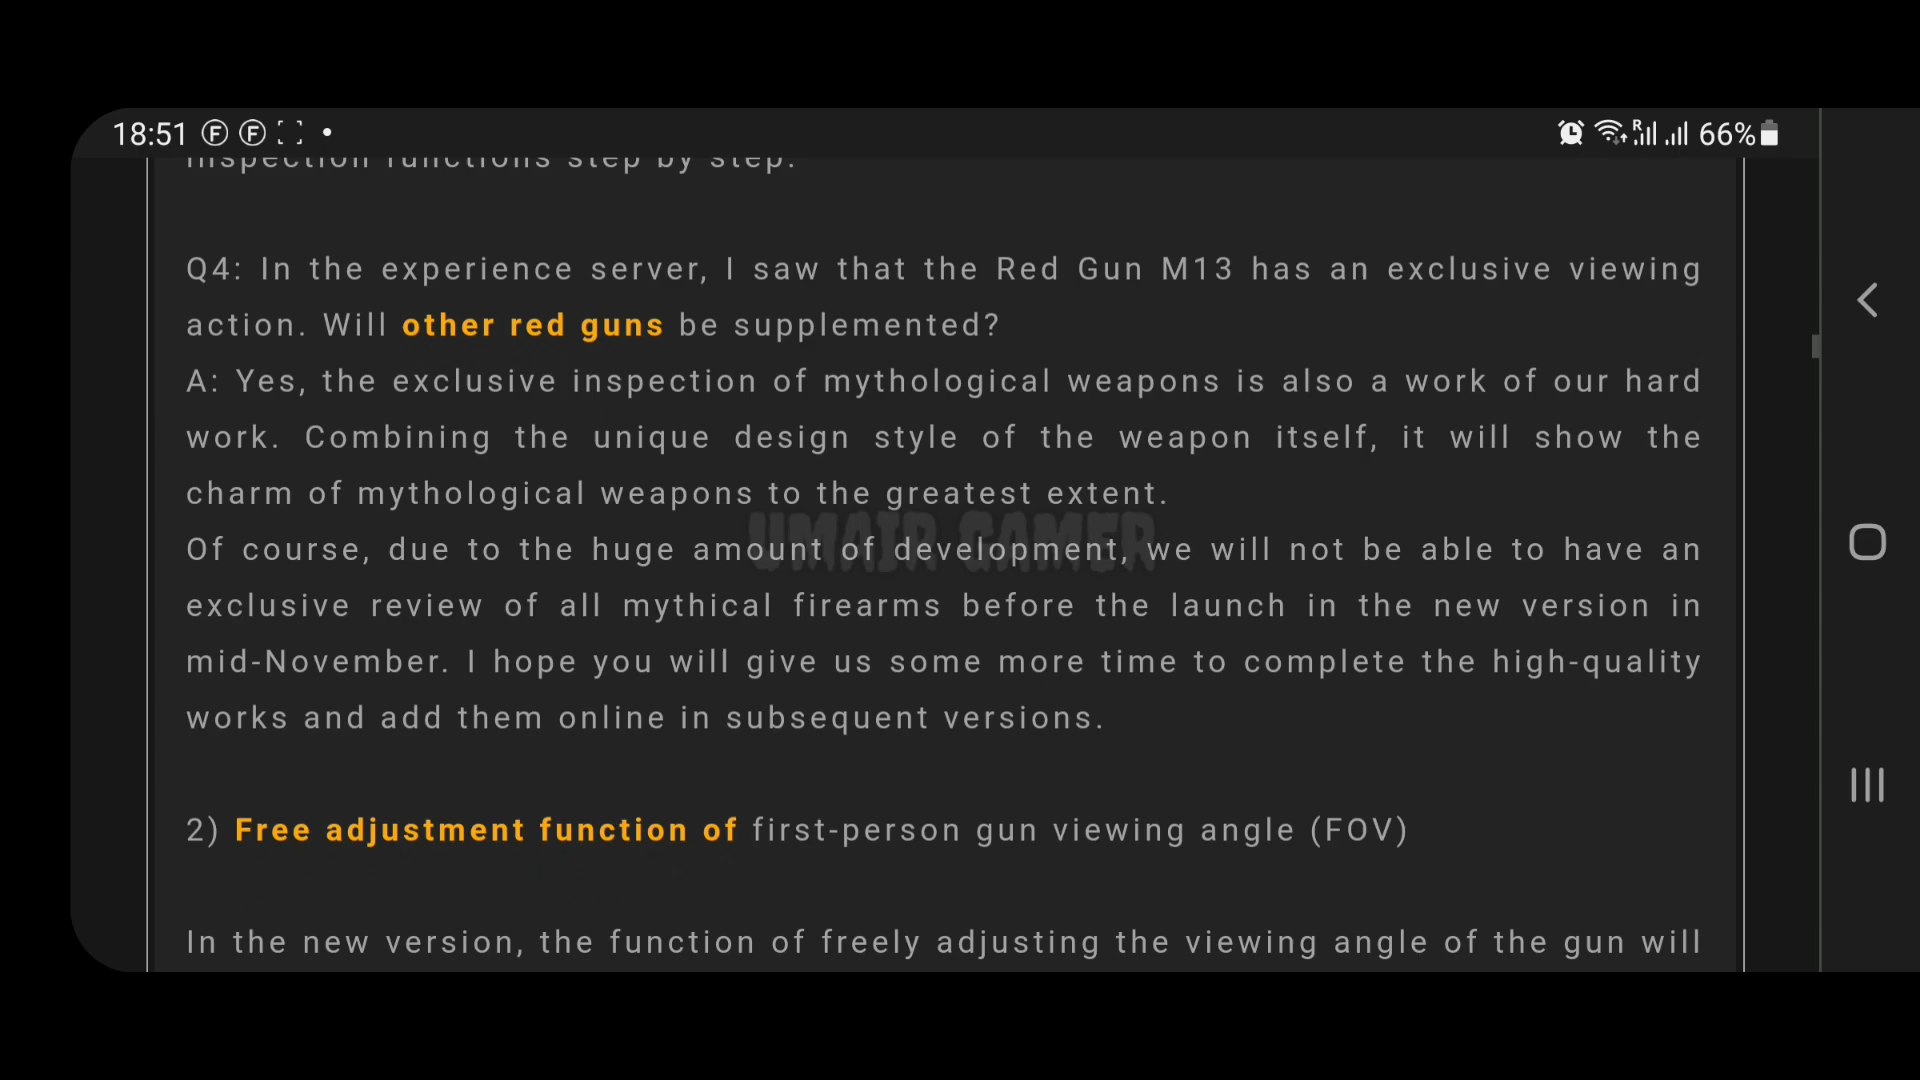 18:51 F F
R 66%
inspection functions step by step.
Q4: In the experience server, I saw that the Red Gun M13 has an exclusive viewing
action. Will other red guns be supplemented?
A: Yes, the exclusive inspection of mythological weapons is also a work of our hard
work. Combining the unique design style of the weapon itself, it will show the
charm of mythological weapons to the greatest extent.
UMAIR GAMER
Of course, due to the huge amount of development, we will not be able to have an
exclusive review of all mythical firearms before the launch in the new version in
mid-November. I hope you will give us some more time to complete the high-quality
works and add them online in subsequent versions.
2) Free adjustment function of first-person gun viewing angle (FOV)
In the new version, the function of freely adjusting the viewing angle of the gun will